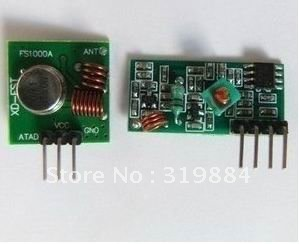 FS1000A
ANT
XD-FST
VCC
ATAD
GND
Store No : 319884